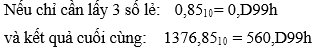 Nếu chỉ cần lấy 3 số lẻ:   0,85₁₀= 0,D99h
và kết quả cuối cùng:   1376,85₁₀ = 560,D99h